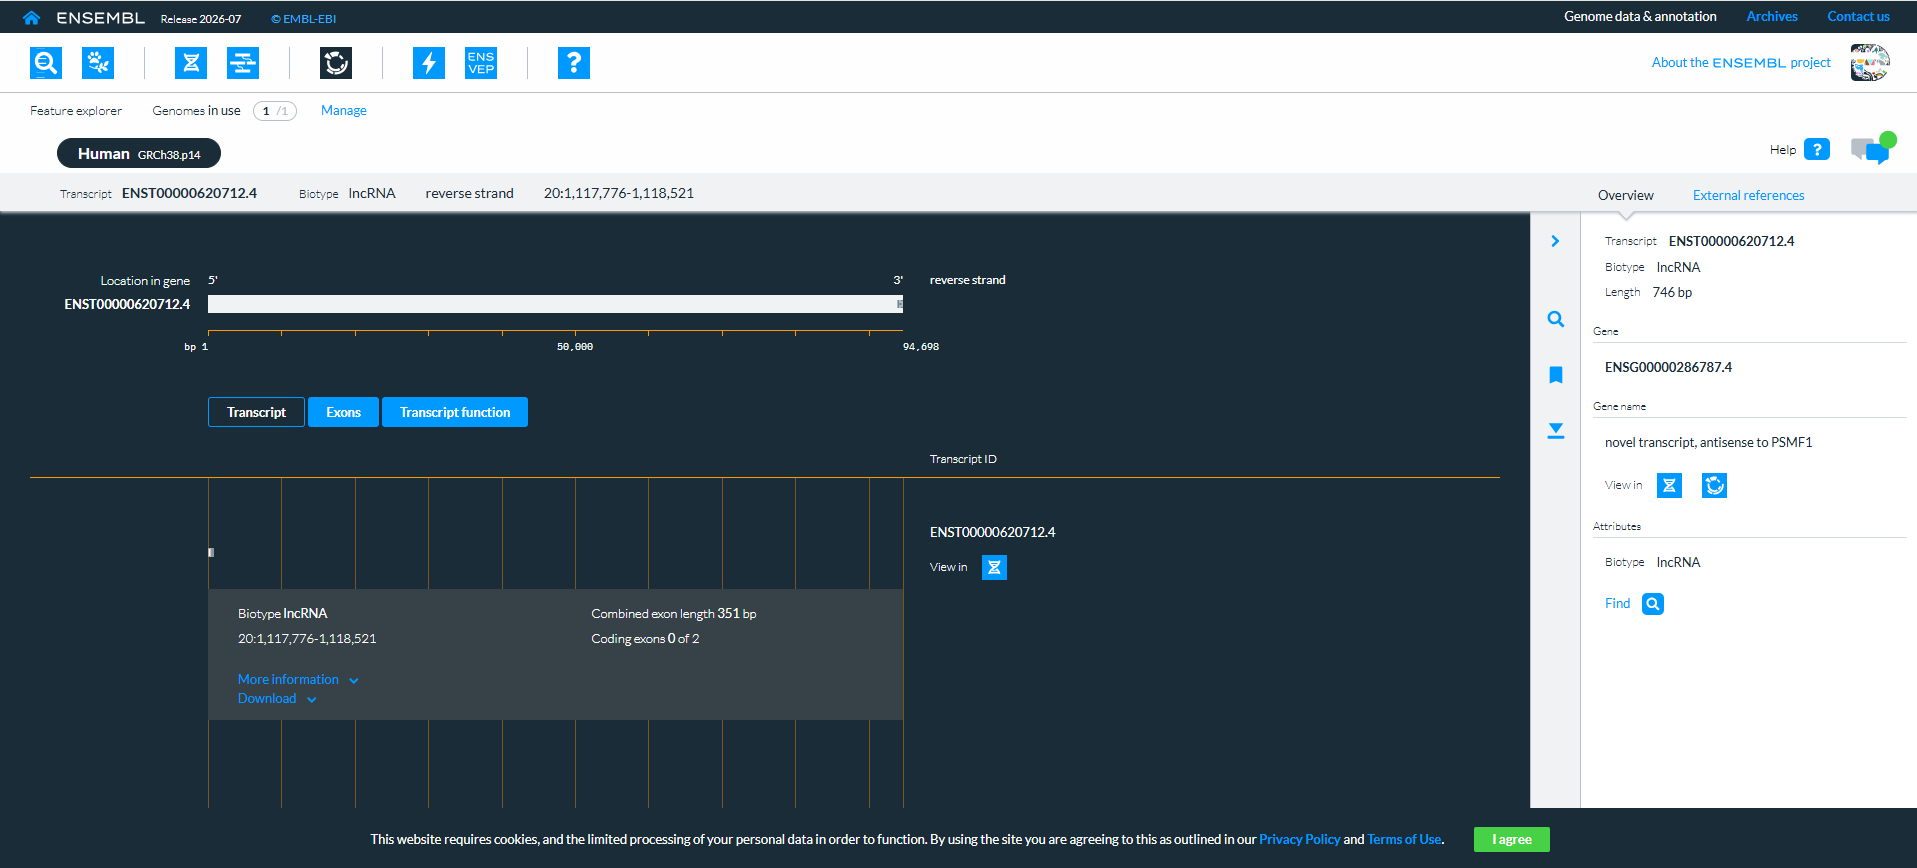 ENSEMBL Release 2026-07 © EMBL-EBI Genome data & annotation Archives Contact us
ENS
VEP
?
About the ENSEMBL project
Feature explorer Genomes in use 1 /1 Manage
Human GRCh38.p14
Help ?
Transcript ENST00000620712.4 Biotype lncRNA reverse strand 20:1,117,776-1,118,521
Overview External references
Location in gene 5' 3' reverse strand
ENST00000620712.4
bp 1 50,000 94,698
Transcript Exons Transcript function
Transcript ID
ENST00000620712.4
View in
Biotype lncRNA Combined exon length 351 bp
20:1,117,776-1,118,521 Coding exons 0 of 2
More information
Download
Transcript ENST00000620712.4
Biotype lncRNA
Length 746 bp
Gene
ENSG00000286787.4
Gene name
novel transcript, antisense to PSMF1
View in
Attributes
Biotype lncRNA
Find
This website requires cookies, and the limited processing of your personal data in order to function. By using the site you are agreeing to this as outlined in our Privacy Policy and Terms of Use. I agree